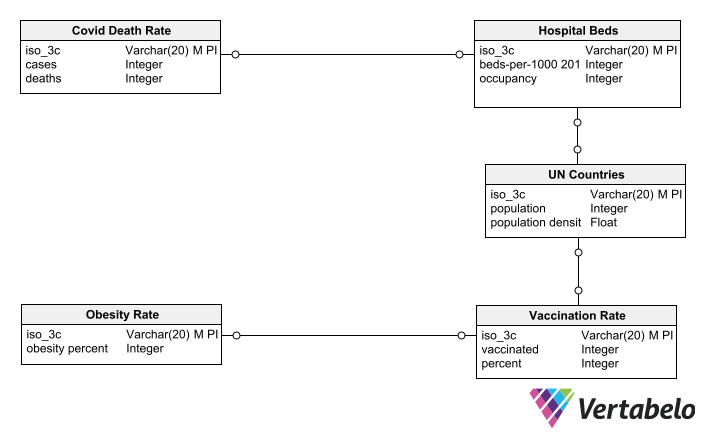 Covid Death Rate
iso_3c Varchar(20) M PI
cases Integer
deaths Integer
Hospital Beds
iso_3c Varchar(20) M PI
beds-per-1000 201 Integer
occupancy Integer
UN Countries
iso_3c Varchar(20) M PI
population Integer
population densit Float
Obesity Rate
iso_3c Varchar(20) M PI
obesity percent Integer
Vaccination Rate
iso_3c Varchar(20) M PI
vaccinated Integer
percent Integer
Vertabelo